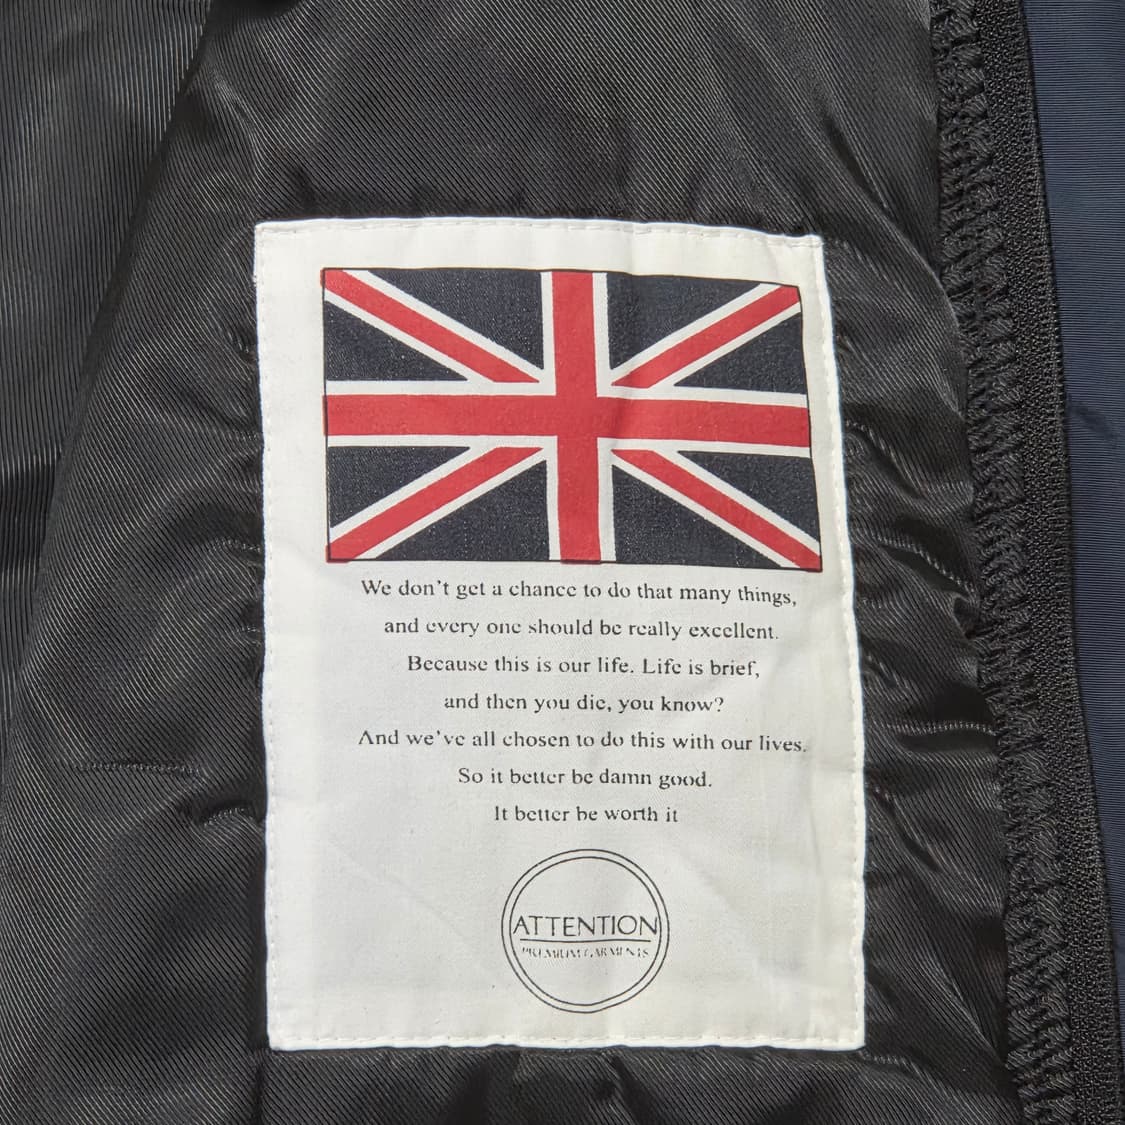 We don't get a chance to do that many things,
and every one should be really excellent.
Because this is our life. Life is brief,
and then you die, you know?
And we've all chosen to do this with our lives.
So it better be damn good.
It better be worth it
ATTENTION
PREMIUM GARMENTS